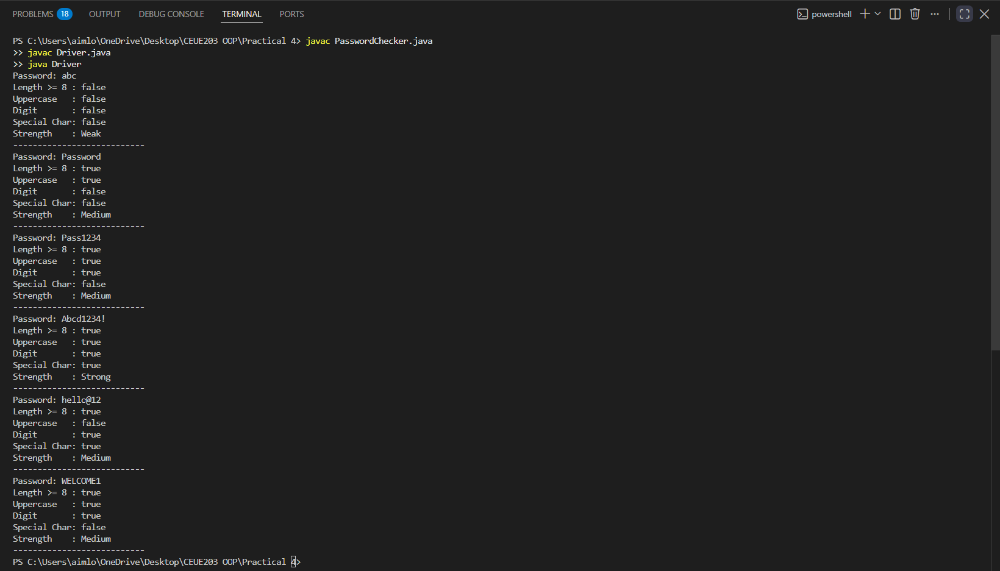 PROBLEMS 18 OUTPUT DEBUG CONSOLE TERMINAL PORTS powershell
PS C:\Users\aimlo\OneDrive\Desktop\CEUE203 OOP\Practical 4> javac PasswordChecker.java
>> javac Driver.java
>> java Driver
Password: abc
Length >= 8 : false
Uppercase   : false
Digit       : false
Special Char: false
Strength    : Weak
---------------------------
Password: Password
Length >= 8 : true
Uppercase   : true
Digit       : false
Special Char: false
Strength    : Medium
---------------------------
Password: Pass1234
Length >= 8 : true
Uppercase   : true
Digit       : true
Special Char: false
Strength    : Medium
---------------------------
Password: Abcd1234!
Length >= 8 : true
Uppercase   : true
Digit       : true
Special Char: true
Strength    : Strong
---------------------------
Password: hello@12
Length >= 8 : true
Uppercase   : false
Digit       : true
Special Char: true
Strength    : Medium
---------------------------
Password: WELCOME1
Length >= 8 : true
Uppercase   : true
Digit       : true
Special Char: false
Strength    : Medium
---------------------------
PS C:\Users\aimlo\OneDrive\Desktop\CEUE203 OOP\Practical 4>